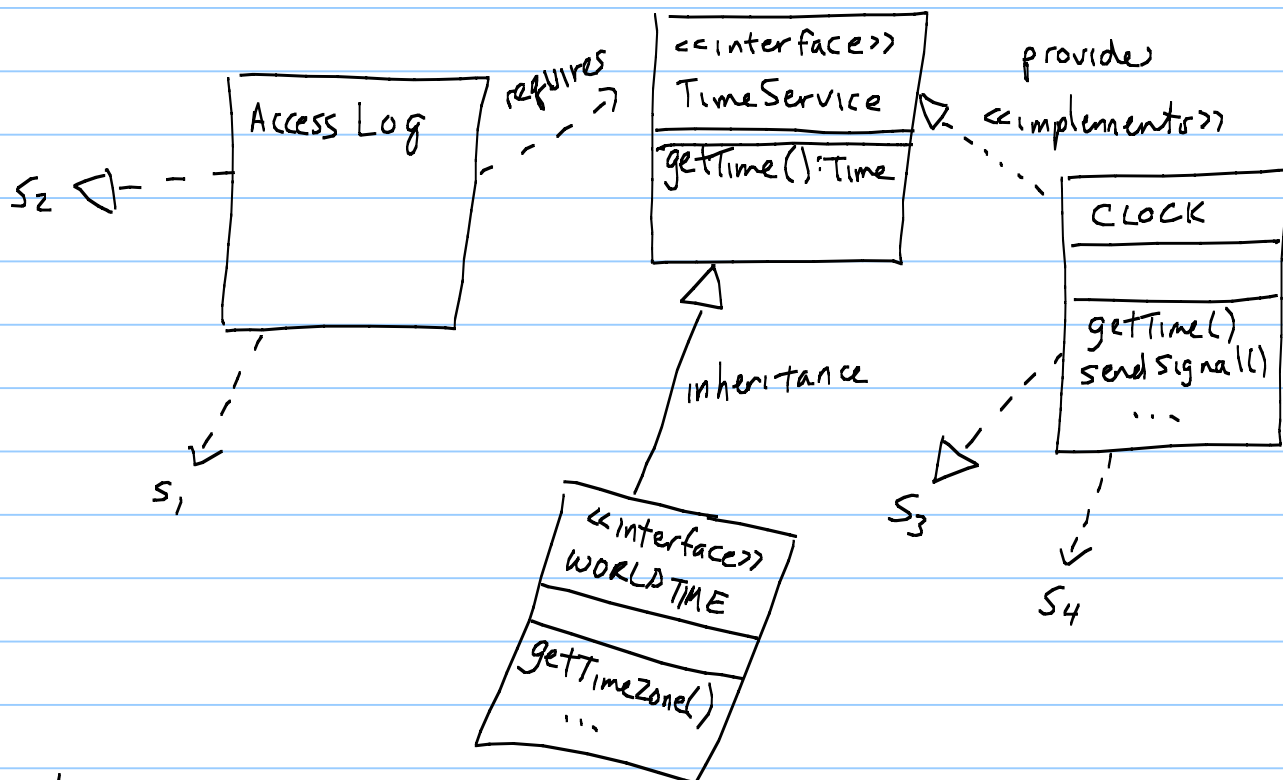 Access Log
S2
S1
requires
<<interface>>
TimeService
getTime():Time
provides
<<implements>>
CLOCK
getTime()
sendSignal()
...
S3
S4
inheritance
<<interface>>
WORLDTIME
getTimeZone()
...